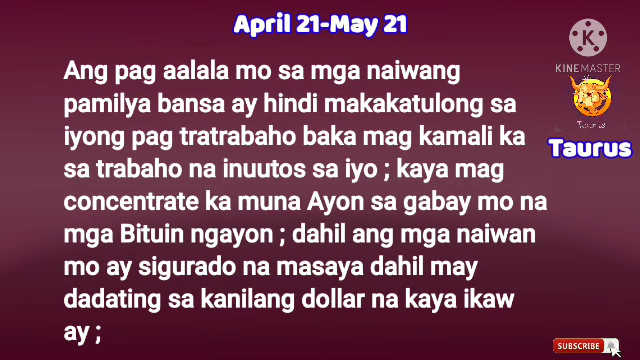 April 21-May 21
KINEMASTER
Taurus
Taurus
Ang pag aalala mo sa mga naiwang
pamilya bansa ay hindi makakatulong sa
iyong pag tratrabaho baka mag kamali ka
sa trabaho na inuutos sa iyo ; kaya mag
concentrate ka muna Ayon sa gabay mo na
mga Bituin ngayon ; dahil ang mga naiwan
mo ay sigurado na masaya dahil may
dadating sa kanilang dollar na kaya ikaw
ay ;
SUBSCRIBE